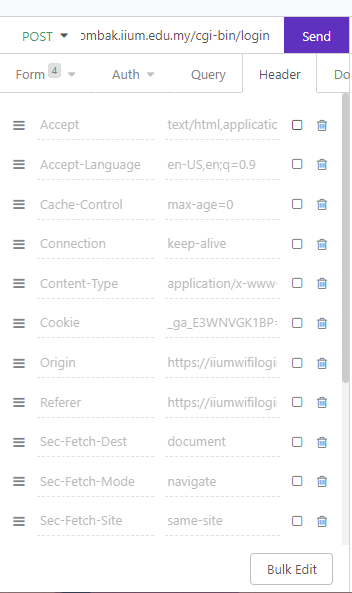 POST ombak.iium.edu.my/cgi-bin/login Send
Form 4 Auth Query Header Do
Accept text/html,applicatic
Accept-Language en-US,en;q=0.9
Cache-Control max-age=0
Connection keep-alive
Content-Type application/x-www-
Cookie _ga_E3WNVGK1BP=
Origin https://iiumwifilogi
Referer https://iiumwifilogi
Sec-Fetch-Dest document
Sec-Fetch-Mode navigate
Sec-Fetch-Site same-site
Bulk Edit